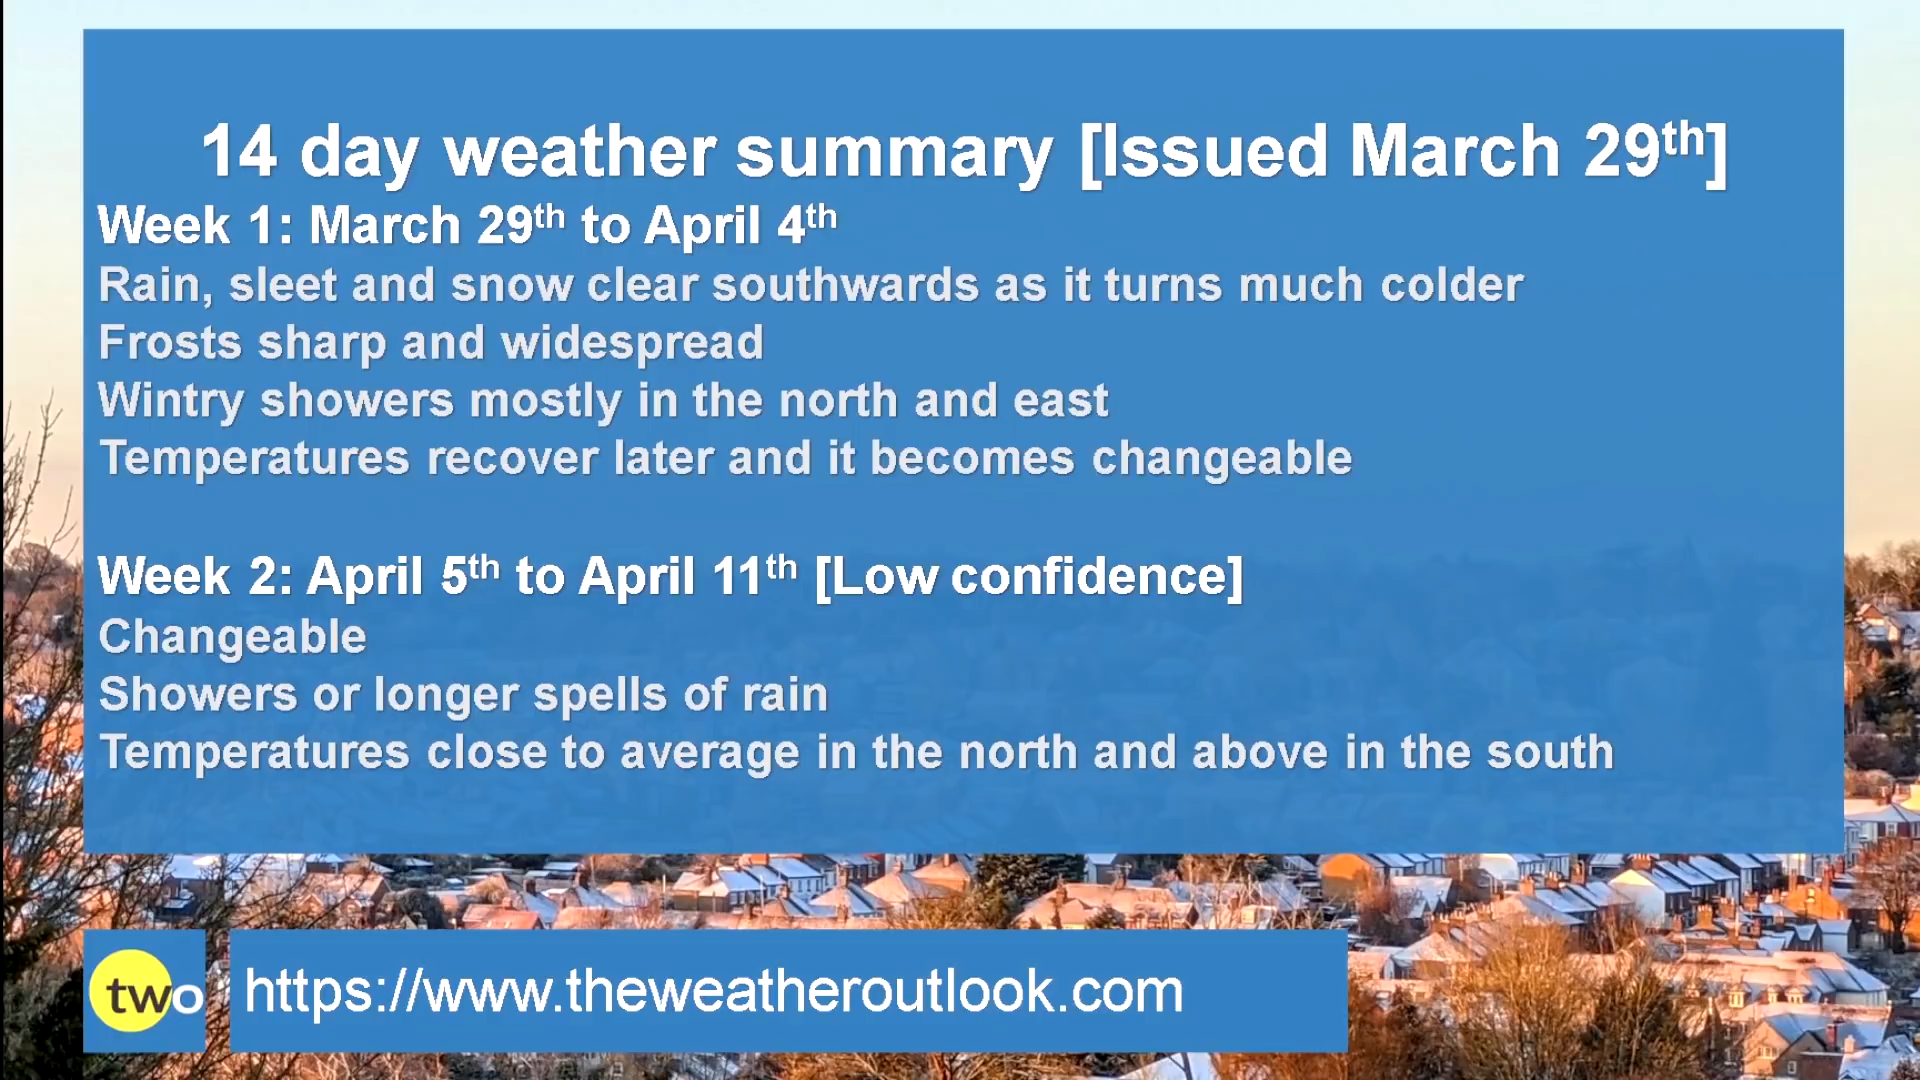 14 day weather summary [Issued March 29th]
Week 1: March 29th to April 4th
Rain, sleet and snow clear southwards as it turns much colder
Frosts sharp and widespread
Wintry showers mostly in the north and east
Temperatures recover later and it becomes changeable
Week 2: April 5th to April 11th [Low confidence]
Changeable
Showers or longer spells of rain
Temperatures close to average in the north and above in the south
two
https://www.theweatheroutlook.com